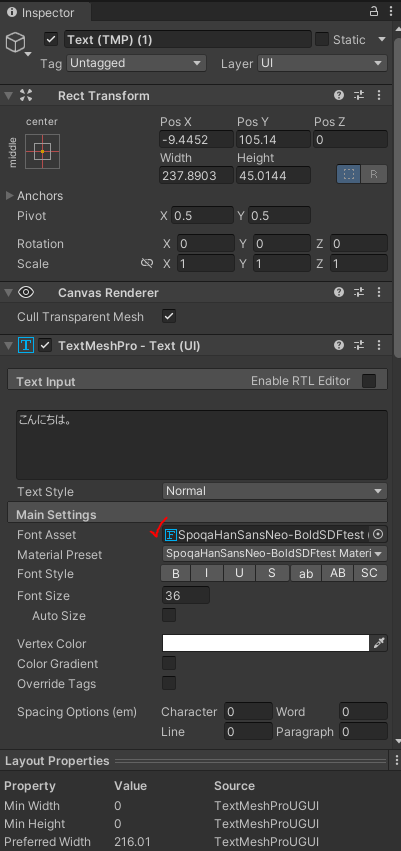 Inspector
Text (TMP) (1) Static
Tag Untagged Layer UI
Rect Transform
center Pos X Pos Y Pos Z
middle -9.4452 105.14 0
Width Height
237.8903 45.0144 R
Anchors
Pivot X 0.5 Y 0.5
Rotation X 0 Y 0 Z 0
Scale X 1 Y 1 Z 1
Canvas Renderer
Cull Transparent Mesh
TextMeshPro - Text (UI)
Text Input Enable RTL Editor
こんにちは。
Text Style Normal
Main Settings
Font Asset F SpoqaHanSansNeo-BoldSDFtest (
Material Preset SpoqaHanSansNeo-BoldSDFtest Materi
Font Style B I U S ab AB SC
Font Size 36
Auto Size
Vertex Color
Color Gradient
Override Tags
Spacing Options (em) Character 0 Word 0
Line 0 Paragraph 0
Layout Properties
Property Value Source
Min Width 0 TextMeshProUGUI
Min Height 0 TextMeshProUGUI
Preferred Width 216.01 TextMeshProUGUI